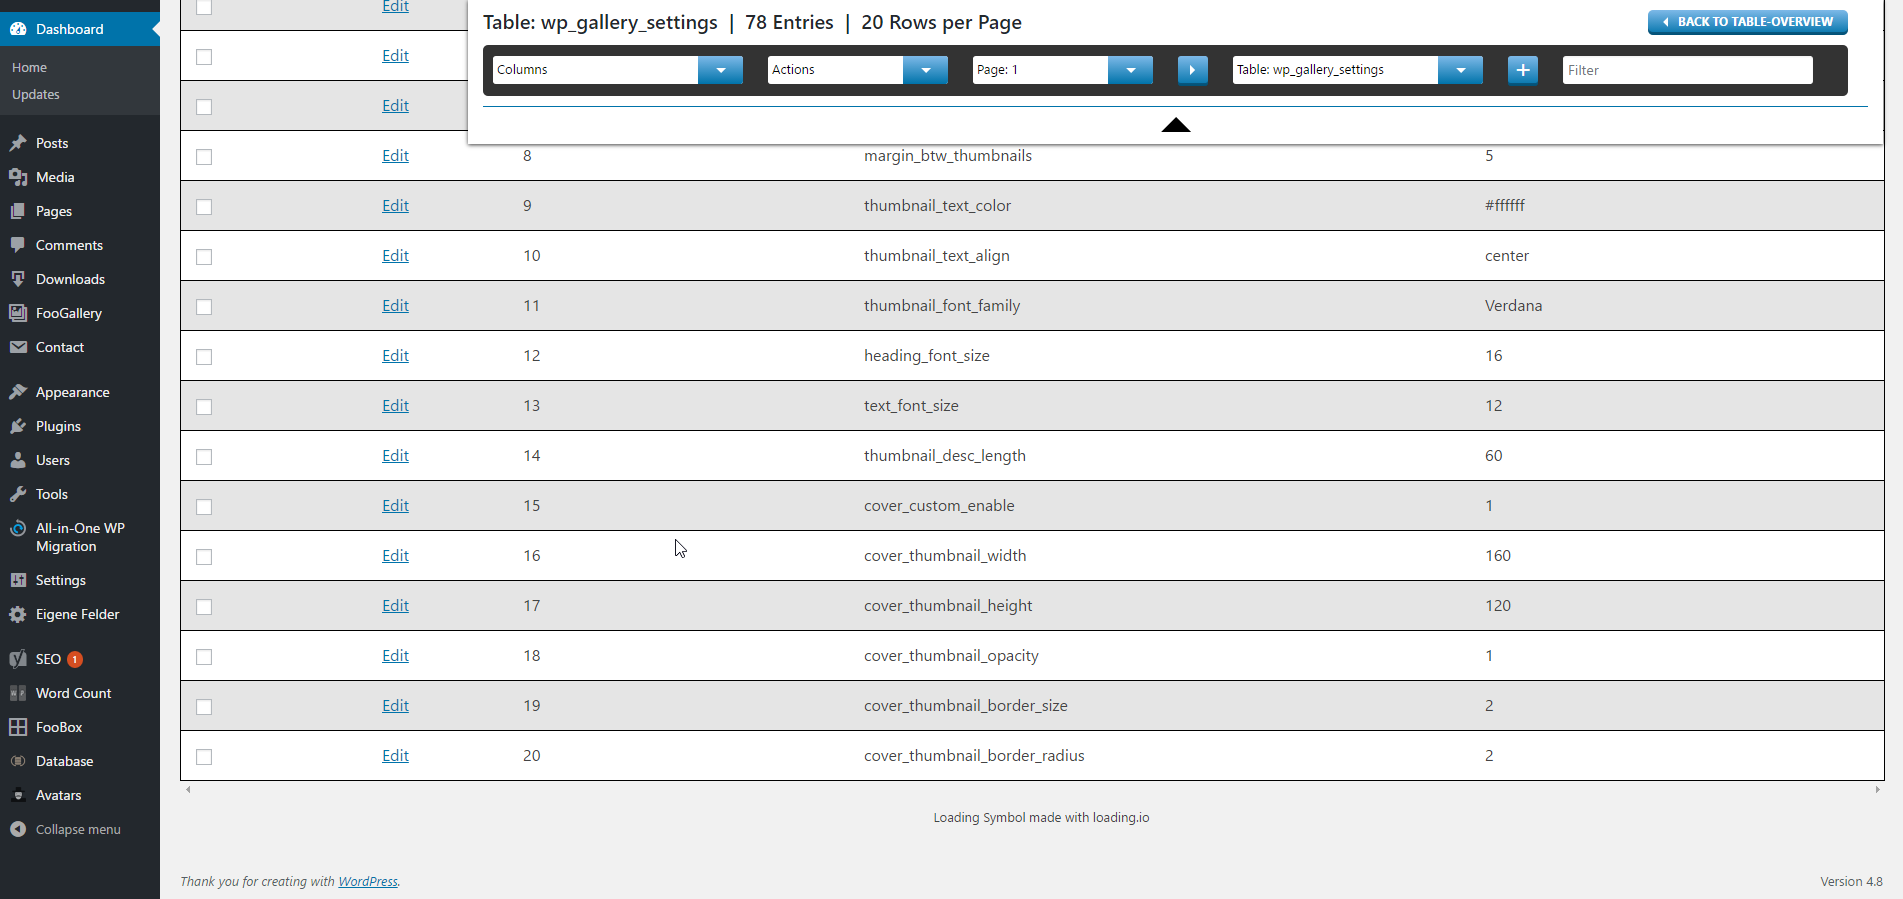 Dashboard
Home
Updates
Posts
Media
Pages
Comments
Downloads
FooGallery
Contact
Appearance
Plugins
Users
Tools
All-in-One WP
Migration
Settings
Eigene Felder
SEO 1
Word Count
FooBox
Database
Avatars
Collapse menu
Table: wp_gallery_settings | 78 Entries | 20 Rows per Page
BACK TO TABLE-OVERVIEW
Columns Actions Page: 1 Table: wp_gallery_settings + Filter
Edit
Edit
Edit
Edit 8 margin_btw_thumbnails 5
Edit 9 thumbnail_text_color #ffffff
Edit 10 thumbnail_text_align center
Edit 11 thumbnail_font_family Verdana
Edit 12 heading_font_size 16
Edit 13 text_font_size 12
Edit 14 thumbnail_desc_length 60
Edit 15 cover_custom_enable 1
Edit 16 cover_thumbnail_width 160
Edit 17 cover_thumbnail_height 120
Edit 18 cover_thumbnail_opacity 1
Edit 19 cover_thumbnail_border_size 2
Edit 20 cover_thumbnail_border_radius 2
Loading Symbol made with loading.io
Thank you for creating with WordPress.
Version 4.8